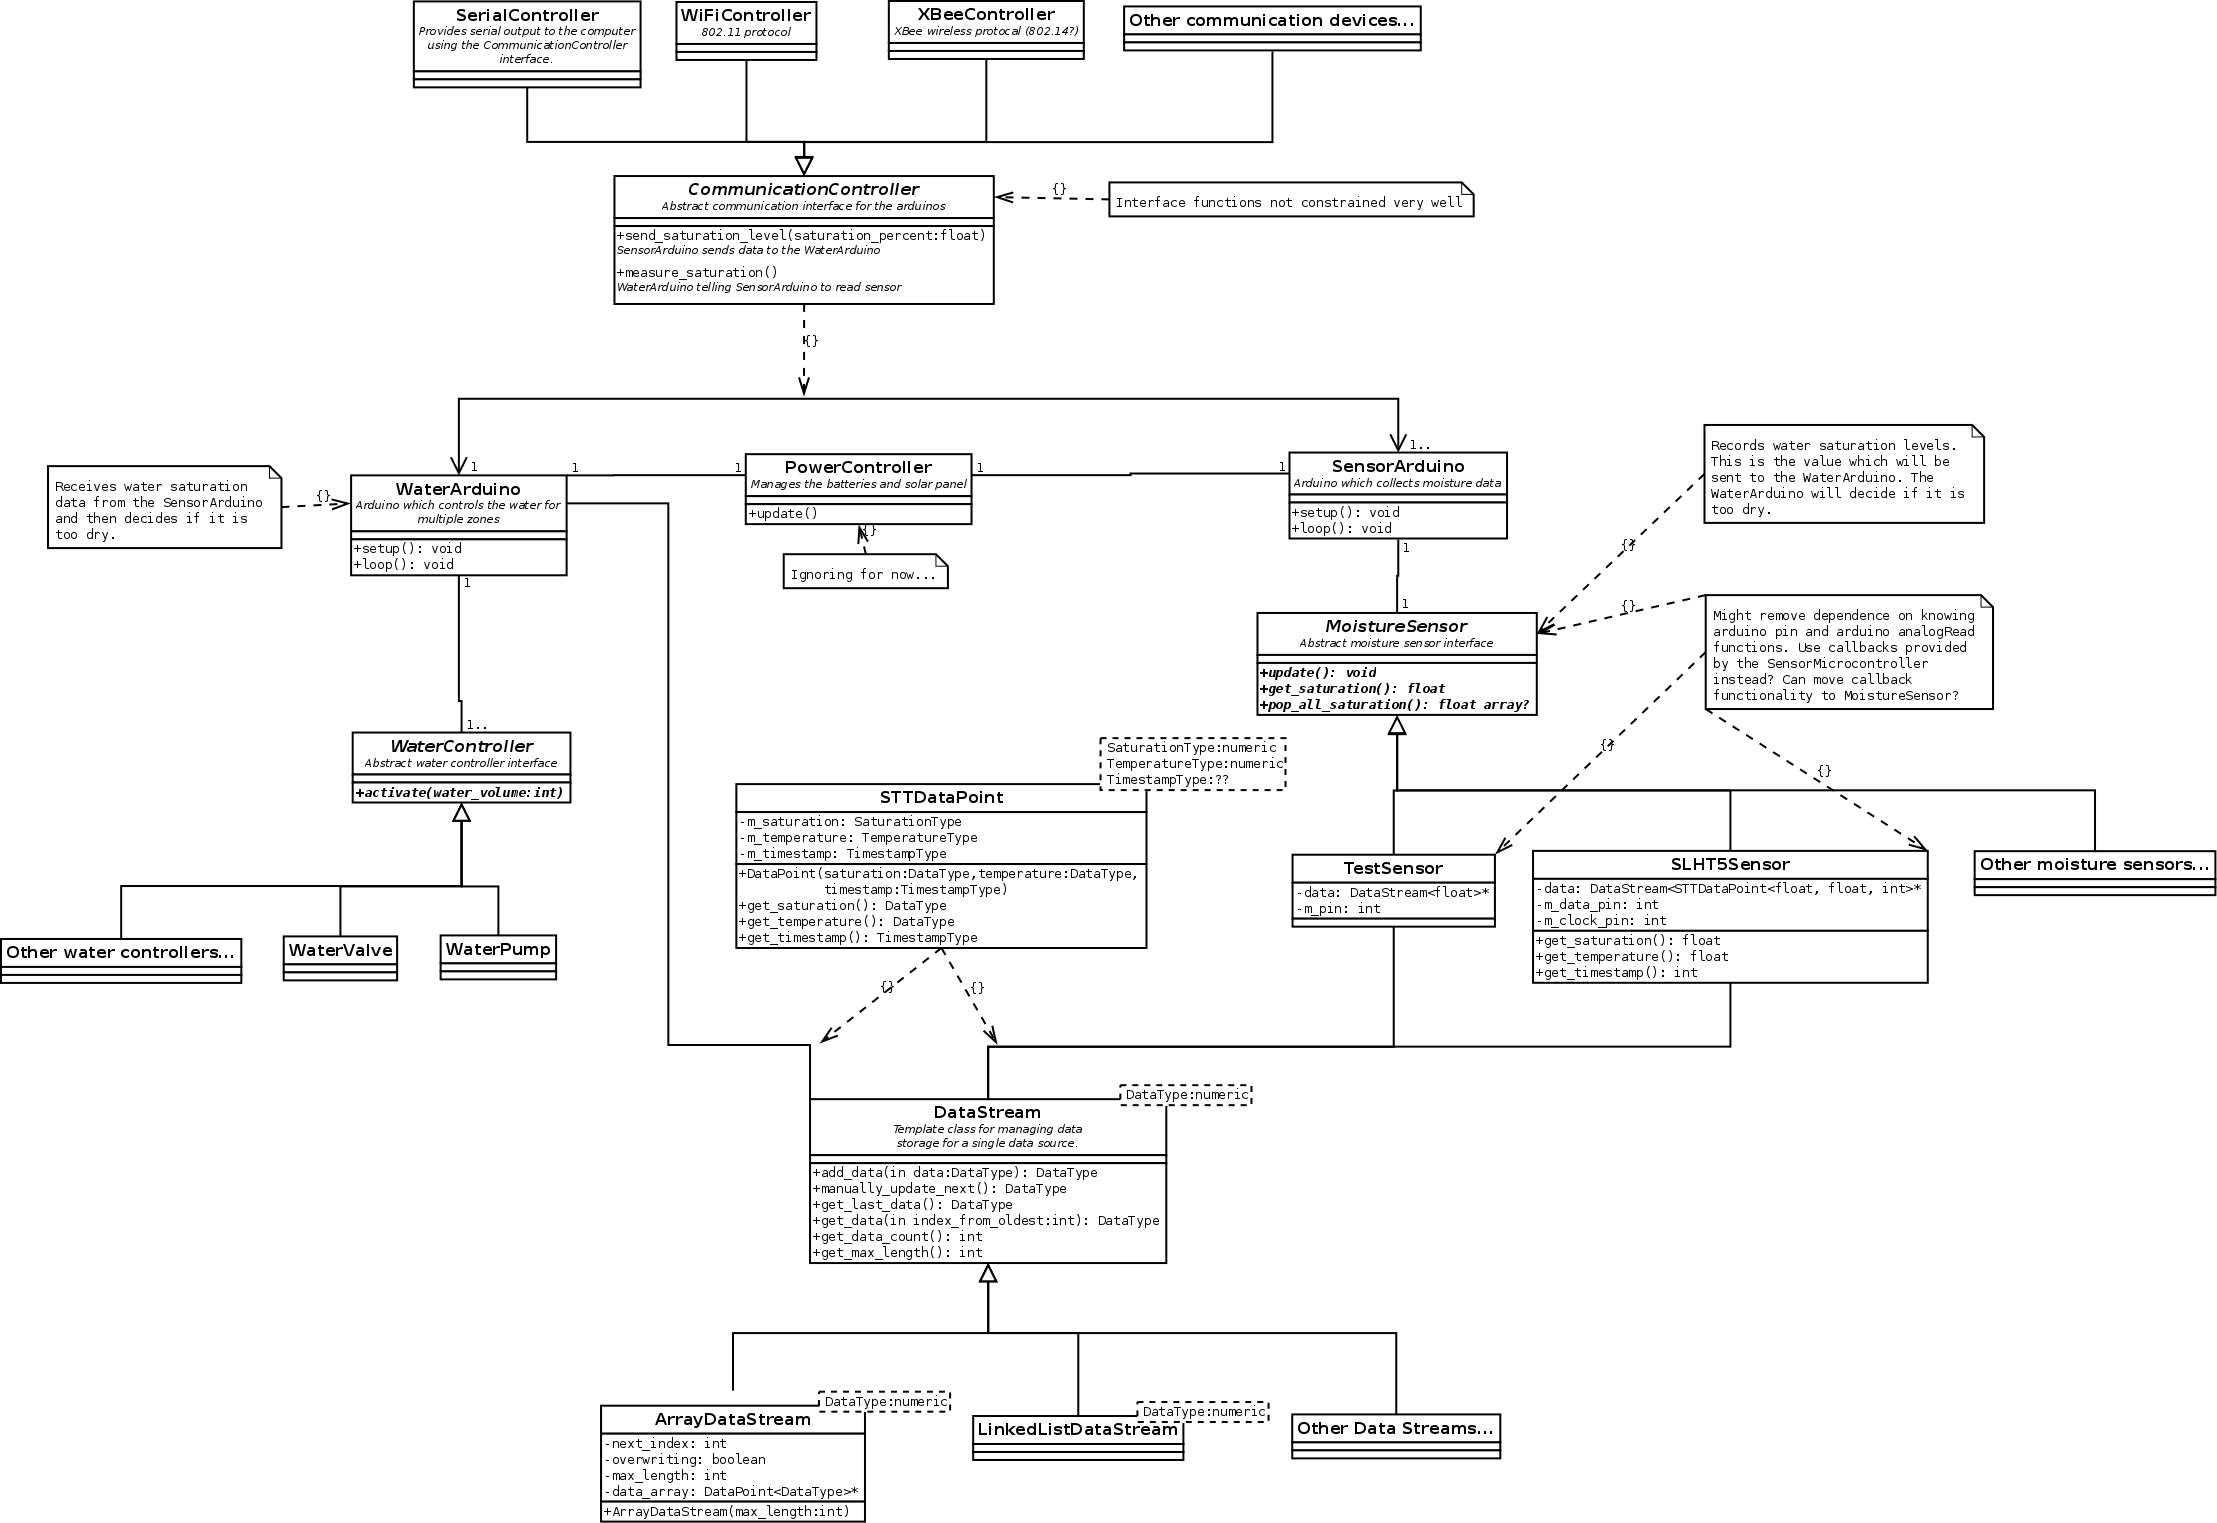 SerialController
Provides serial output to the computer
using the CommunicationController
interface.
WiFiController
802.11 protocol
XBeeController
XBee wireless protocal (802.14?)
Other communication devices...
CommunicationController
Abstract communication interface for the arduinos
+send_saturation_level(saturation_percent:float)
SensorArduino sends data to the WaterArduino
+measure_saturation()
WaterArduino telling SensorArduino to read sensor
{}
Interface functions not constrained very well
{}
Receives water saturation
data from the SensorArduino
and then decides if it is
too dry.
{}
1
WaterArduino
Arduino which controls the water for
multiple zones
+setup(): void
+loop(): void
1
1
1
PowerController
Manages the batteries and solar panel
+update()
{}
Ignoring for now...
1
1
1..
SensorArduino
Arduino which collects moisture data
+setup(): void
+loop(): void
1
1
Records water saturation levels.
This is the value which will be
sent to the WaterArduino. The
WaterArduino will decide if it is
too dry.
{}
{}
MoistureSensor
Abstract moisture sensor interface
+update(): void
+get_saturation(): float
+pop_all_saturation(): float array?
Might remove dependence on knowing
arduino pin and arduino analogRead
functions. Use callbacks provided
by the SensorMicrocontroller
instead? Can move callback
functionality to MoistureSensor?
{}
{}
1..
WaterController
Abstract water controller interface
+activate(water_volume:int)
Other water controllers...
WaterValve
WaterPump
SaturationType:numeric
TemperatureType:numeric
TimestampType:??
STTDataPoint
-m_saturation: SaturationType
-m_temperature: TemperatureType
-m_timestamp: TimestampType
+DataPoint(saturation:DataType,temperature:DataType,
timestamp:TimestampType)
+get_saturation(): DataType
+get_temperature(): DataType
+get_timestamp(): TimestampType
{}
{}
TestSensor
-data: DataStream<float>*
-m_pin: int
SLHT5Sensor
-data: DataStream<STTDataPoint<float, float, int>*
-m_data_pin: int
-m_clock_pin: int
+get_saturation(): float
+get_temperature(): float
+get_timestamp(): int
Other moisture sensors...
DataType:numeric
DataStream
Template class for managing data
storage for a single data source.
+add_data(in data:DataType): DataType
+manually_update_next(): DataType
+get_last_data(): DataType
+get_data(in index_from_oldest:int): DataType
+get_data_count(): int
+get_max_length(): int
DataType:numeric
ArrayDataStream
-next_index: int
-overwriting: boolean
-max_length: int
-data_array: DataPoint<DataType>*
+ArrayDataStream(max_length:int)
DataType:numeric
LinkedListDataStream
Other Data Streams...